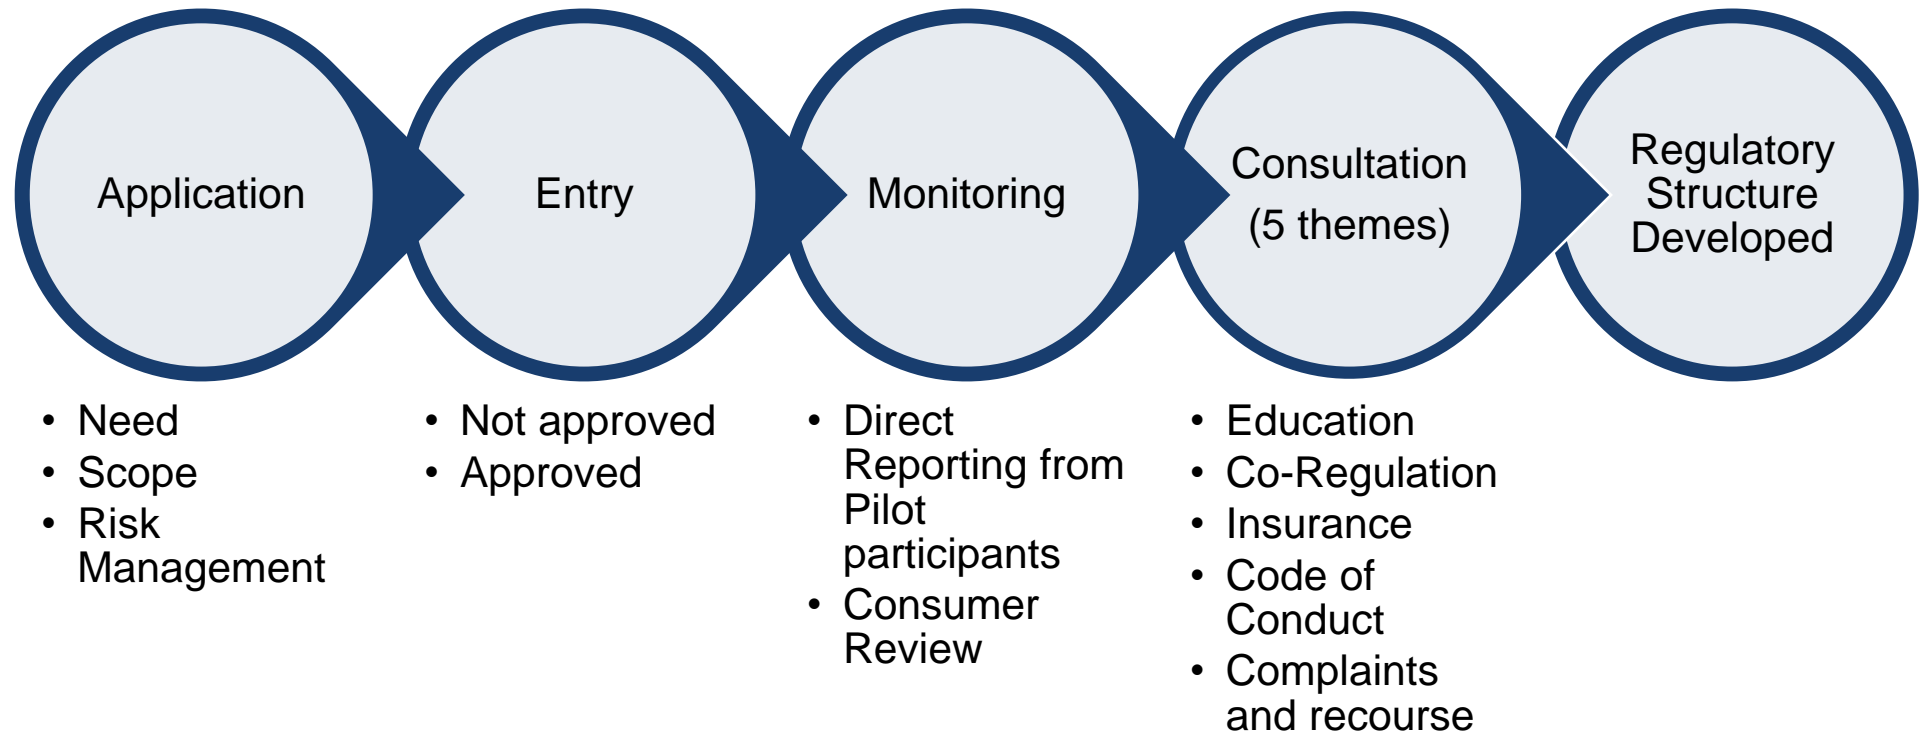 Application
Entry
Monitoring
Consultation
(5 themes)
Regulatory
Structure
Developed
• Need
• Scope
• Risk
Management
• Not approved
• Approved
• Direct
Reporting from
Pilot
participants
• Consumer
Review
• Education
• Co-Regulation
• Insurance
• Code of
Conduct
• Complaints
and recourse